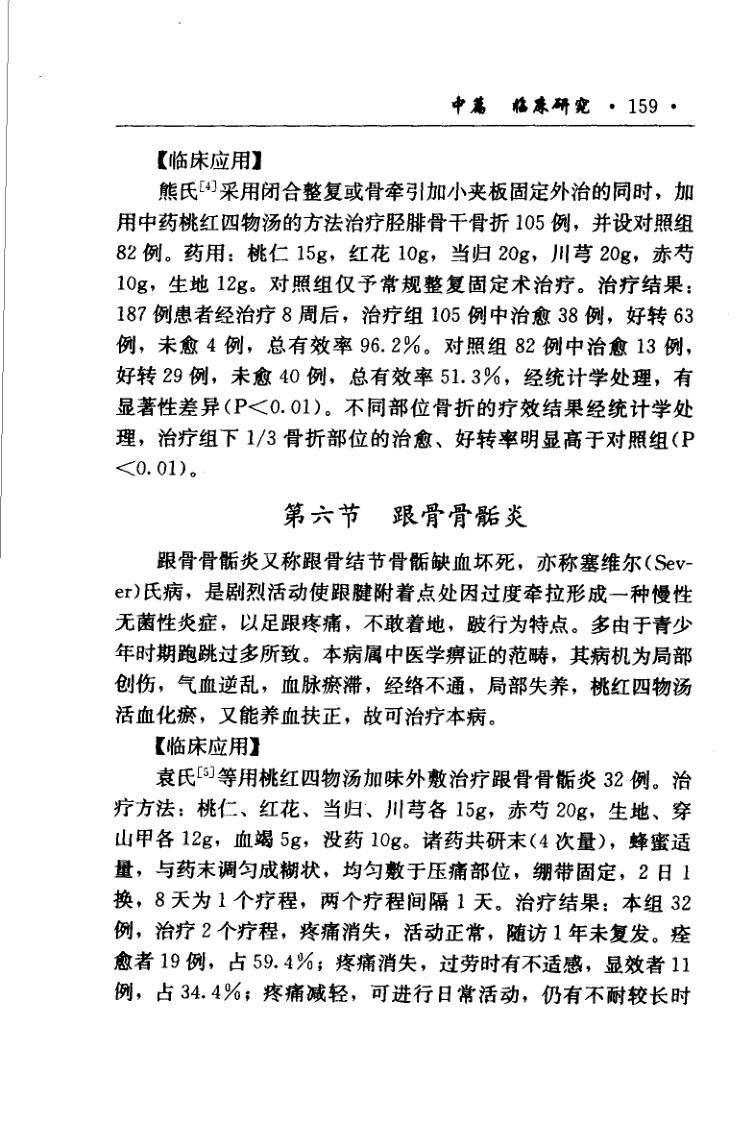 中篇　临床研究 · 159 ·
【临床应用】
熊氏[4]采用闭合整复或骨牵引加小夹板固定外治的同时，加
用中药桃红四物汤的方法治疗胫腓骨干骨折 105 例，并设对照组
82 例。药用：桃仁 15g，红花 10g，当归 20g，川芎 20g，赤芍
10g，生地 12g。对照组仅予常规整复固定术治疗。治疗结果：
187 例患者经治疗 8 周后，治疗组 105 例中治愈 38 例，好转 63
例，未愈 4 例，总有效率 96.2%。对照组 82 例中治愈 13 例，
好转 29 例，未愈 40 例，总有效率 51.3%，经统计学处理，有
显著性差异(P<0.01)。不同部位骨折的疗效结果经统计学处
理，治疗组下 1/3 骨折部位的治愈、好转率明显高于对照组(P
<0.01)。
第六节　跟骨骨骺炎
跟骨骨骺炎又称跟骨结节骨骺缺血坏死，亦称塞维尔(Sev-
er)氏病，是剧烈活动使跟腱附着点处因过度牵拉形成一种慢性
无菌性炎症，以足跟疼痛，不敢着地，跛行为特点。多由于青少
年时期跑跳过多所致。本病属中医学痹证的范畴，其病机为局部
创伤，气血逆乱，血脉瘀滞，经络不通，局部失养，桃红四物汤
活血化瘀，又能养血扶正，故可治疗本病。
【临床应用】
袁氏[5]等用桃红四物汤加味外敷治疗跟骨骨骺炎 32 例。治
疗方法：桃仁、红花、当归、川芎各 15g，赤芍 20g，生地、穿
山甲各 12g，血竭 5g，没药 10g。诸药共研末(4 次量)，蜂蜜适
量，与药末调匀成糊状，均匀敷于压痛部位，绷带固定，2 日 1
换，8 天为 1 个疗程，两个疗程间隔 1 天。治疗结果：本组 32
例，治疗 2 个疗程，疼痛消失，活动正常，随访 1 年未复发。痊
愈者 19 例，占 59.4%；疼痛消失，过劳时有不适感，显效者 11
例，占 34.4%；疼痛减轻，可进行日常活动，仍有不耐较长时